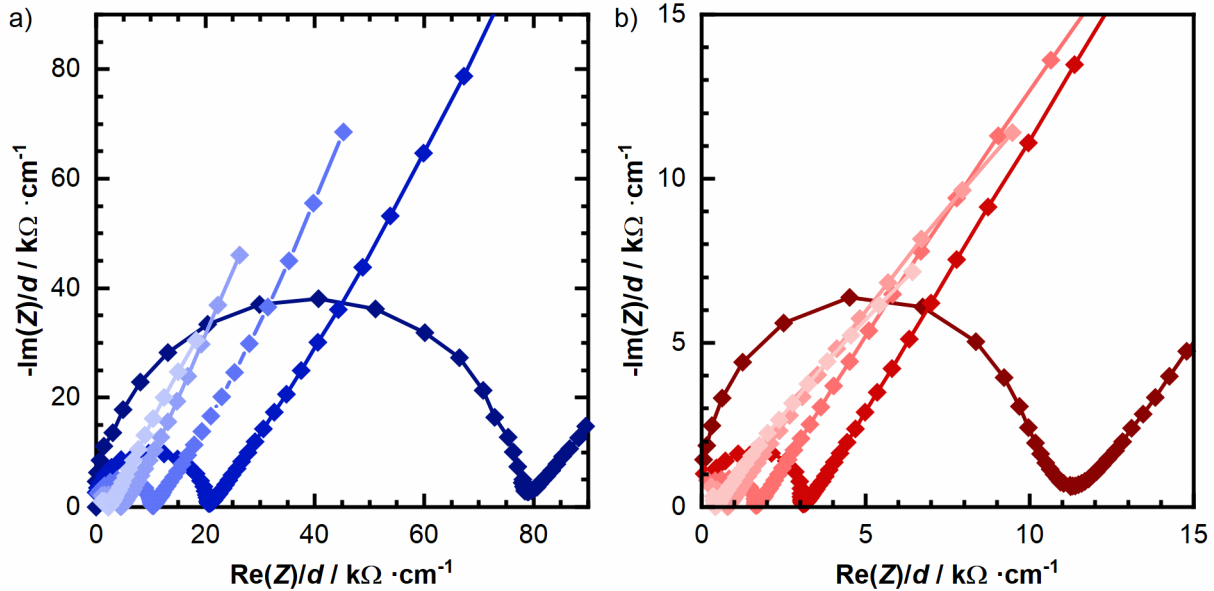 a)
-Im(Z)/d / kΩ ·cm⁻¹
80
60
40
20
0
0 20 40 60 80
Re(Z)/d / kΩ ·cm⁻¹
b)
-Im(Z)/d / kΩ ·cm⁻¹
15
10
5
0
0 5 10 15
Re(Z)/d / kΩ ·cm⁻¹